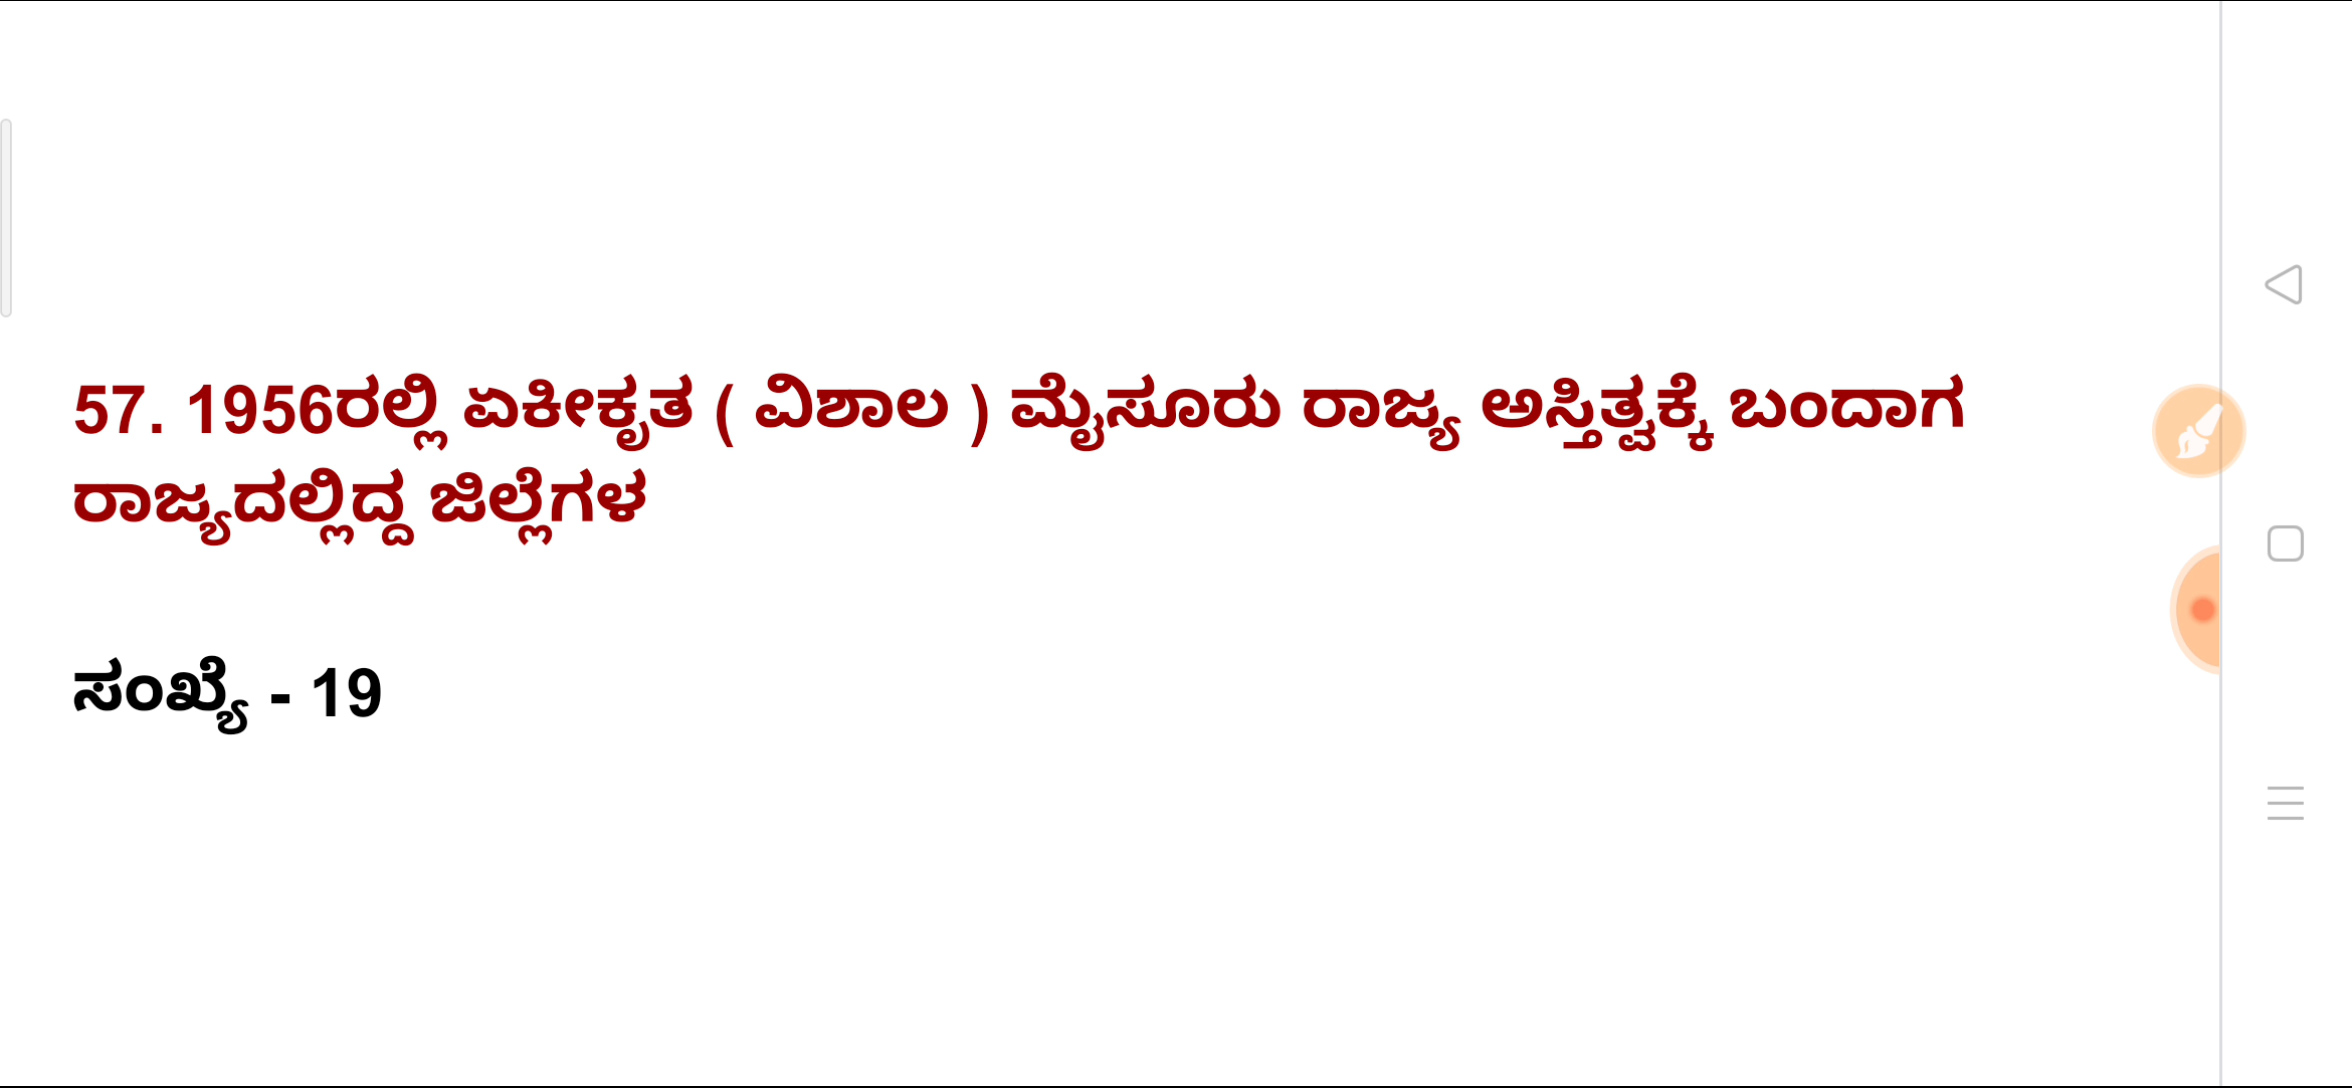 57. 1956ರಲ್ಲಿ ಏಕೀಕೃತ ( ವಿಶಾಲ ) ಮೈಸೂರು ರಾಜ್ಯ ಅಸ್ತಿತ್ವಕ್ಕೆ ಬಂದಾಗ
ರಾಜ್ಯದಲ್ಲಿದ್ದ ಜಿಲ್ಲೆಗಳ
ಸಂಖ್ಯೆ - 19